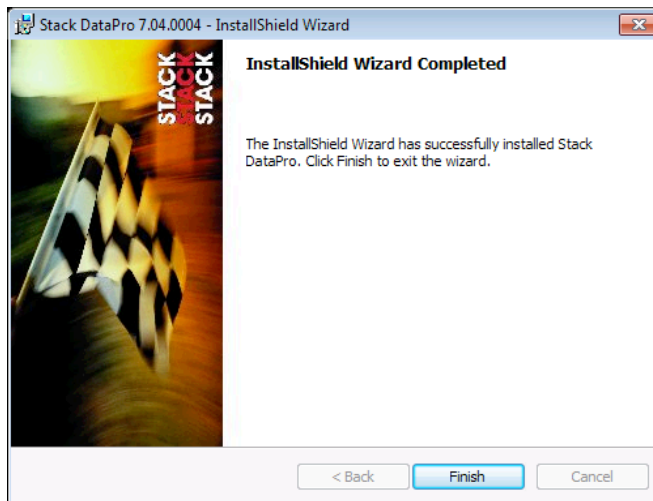 Stack DataPro 7.04.0004 - InstallShield Wizard
STACK
STACK
STACK
InstallShield Wizard Completed
The InstallShield Wizard has successfully installed Stack
DataPro. Click Finish to exit the wizard.
< Back
Finish
Cancel